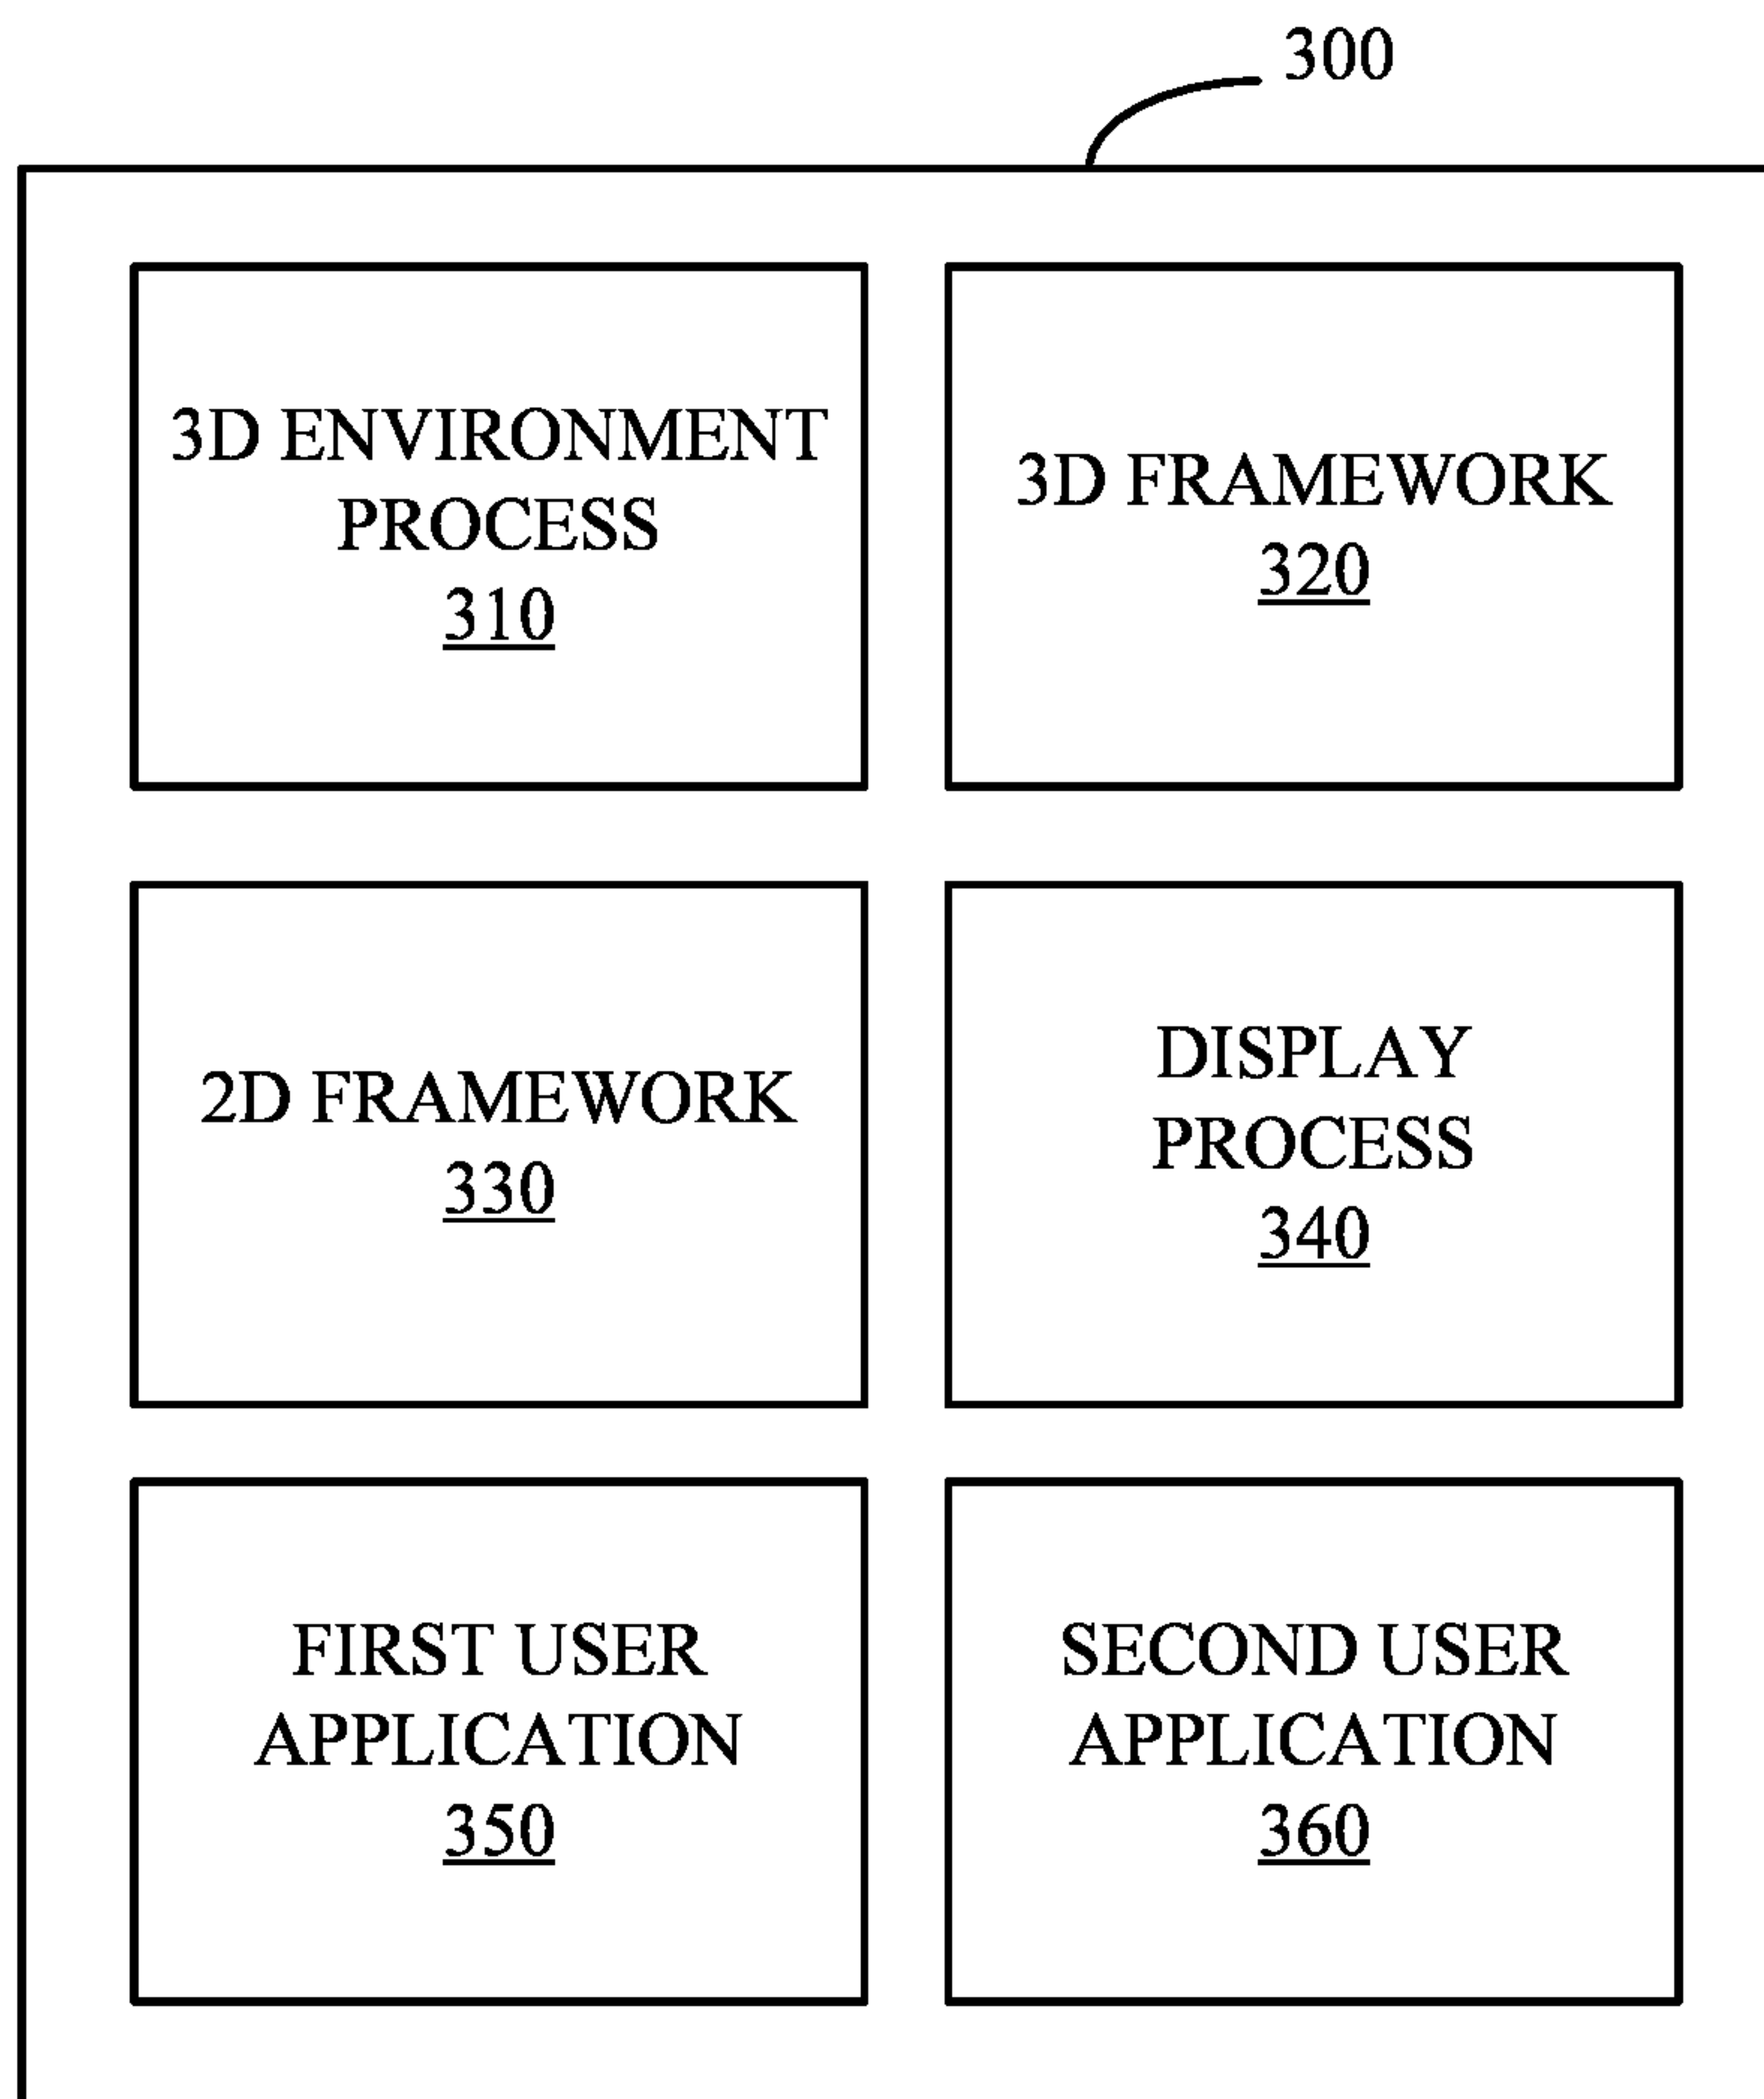 300
3D ENVIRONMENT
PROCESS
310
3D FRAMEWORK
320
2D FRAMEWORK
330
DISPLAY
PROCESS
340
FIRST USER
APPLICATION
350
SECOND USER
APPLICATION
360